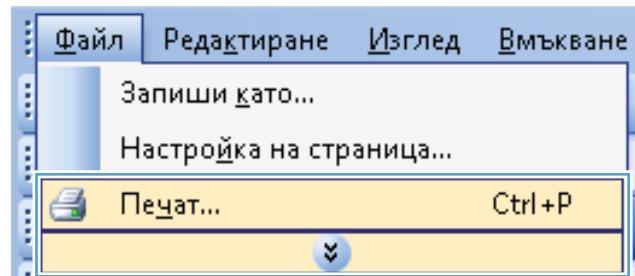 Файл Редактиране Изглед Вмъкване
Запиши като...
Настройка на страница...
Печат... Ctrl+P